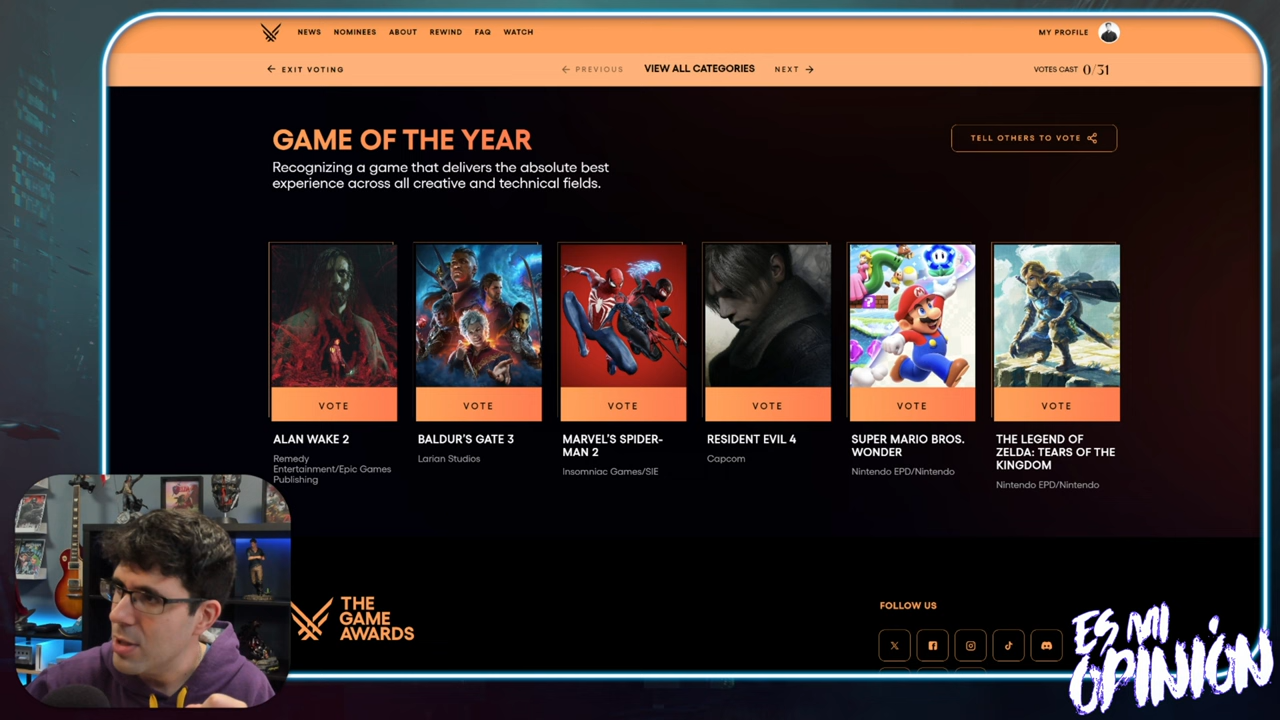 NEWS NOMINEES ABOUT REWIND FAQ WATCH MY PROFILE
← EXIT VOTING ← PREVIOUS VIEW ALL CATEGORIES NEXT → VOTES CAST 0/31
GAME OF THE YEAR
TELL OTHERS TO VOTE
Recognizing a game that delivers the absolute best
experience across all creative and technical fields.
VOTE VOTE VOTE VOTE VOTE VOTE
ALAN WAKE 2
Remedy
Entertainment/Epic Games
Publishing
BALDUR'S GATE 3
Larian Studios
MARVEL'S SPIDER-
MAN 2
Insomniac Games/SIE
RESIDENT EVIL 4
Capcom
SUPER MARIO BROS.
WONDER
Nintendo EPD/Nintendo
THE LEGEND OF
ZELDA: TEARS OF THE
KINGDOM
Nintendo EPD/Nintendo
THE
GAME
AWARDS
FOLLOW US
ES MI
OPINIÓN